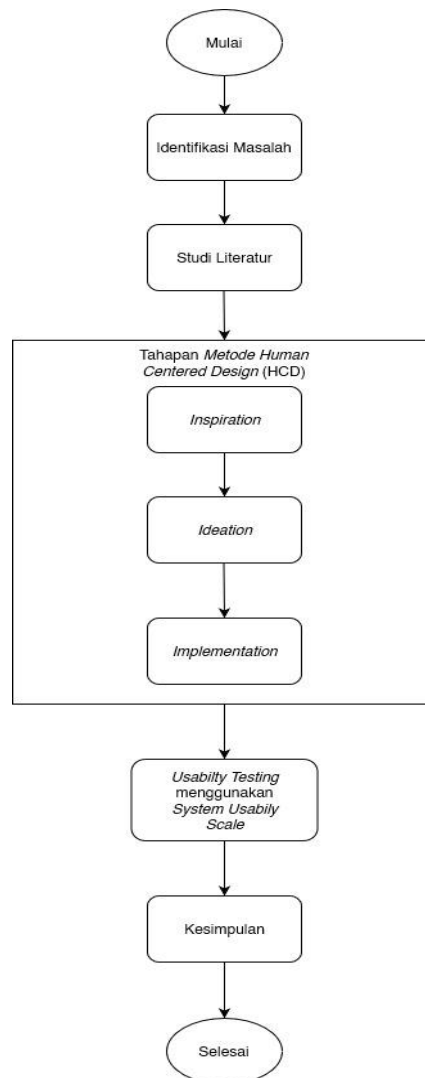 Mulai
Identifikasi Masalah
Studi Literatur
Tahapan Metode Human
Centered Design (HCD)
Inspiration
Ideation
Implementation
Usabilty Testing
menggunakan
System Usabily
Scale
Kesimpulan
Selesai